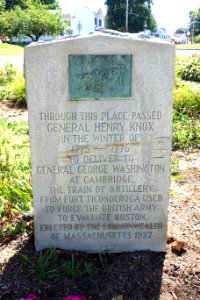 THROUGH THIS PLACE PASSED
GENERAL HENRY KNOX
IN THE WINTER OF
1775 - 1776
TO DELIVER TO
GENERAL GEORGE WASHINGTON
AT CAMBRIDGE
THE TRAIN OF ARTILLERY
FROM FORT TICONDEROGA USED
TO FORCE THE BRITISH ARMY
TO EVACUATE BOSTON
ERECTED BY THE COMMONWEALTH
OF MASSACHUSETTS 1927